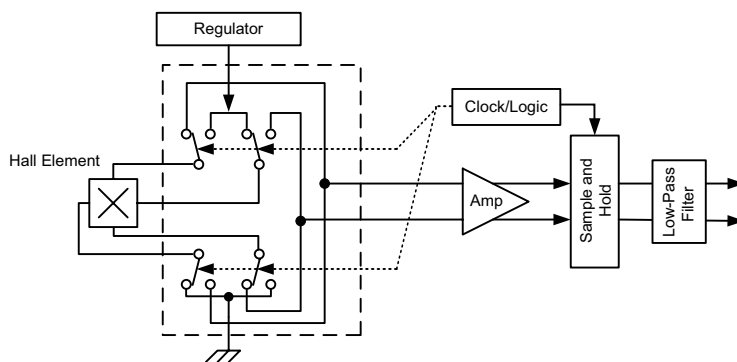 Regulator
Clock/Logic
Hall Element
Amp
Sample and
Hold
Low-Pass
Filter